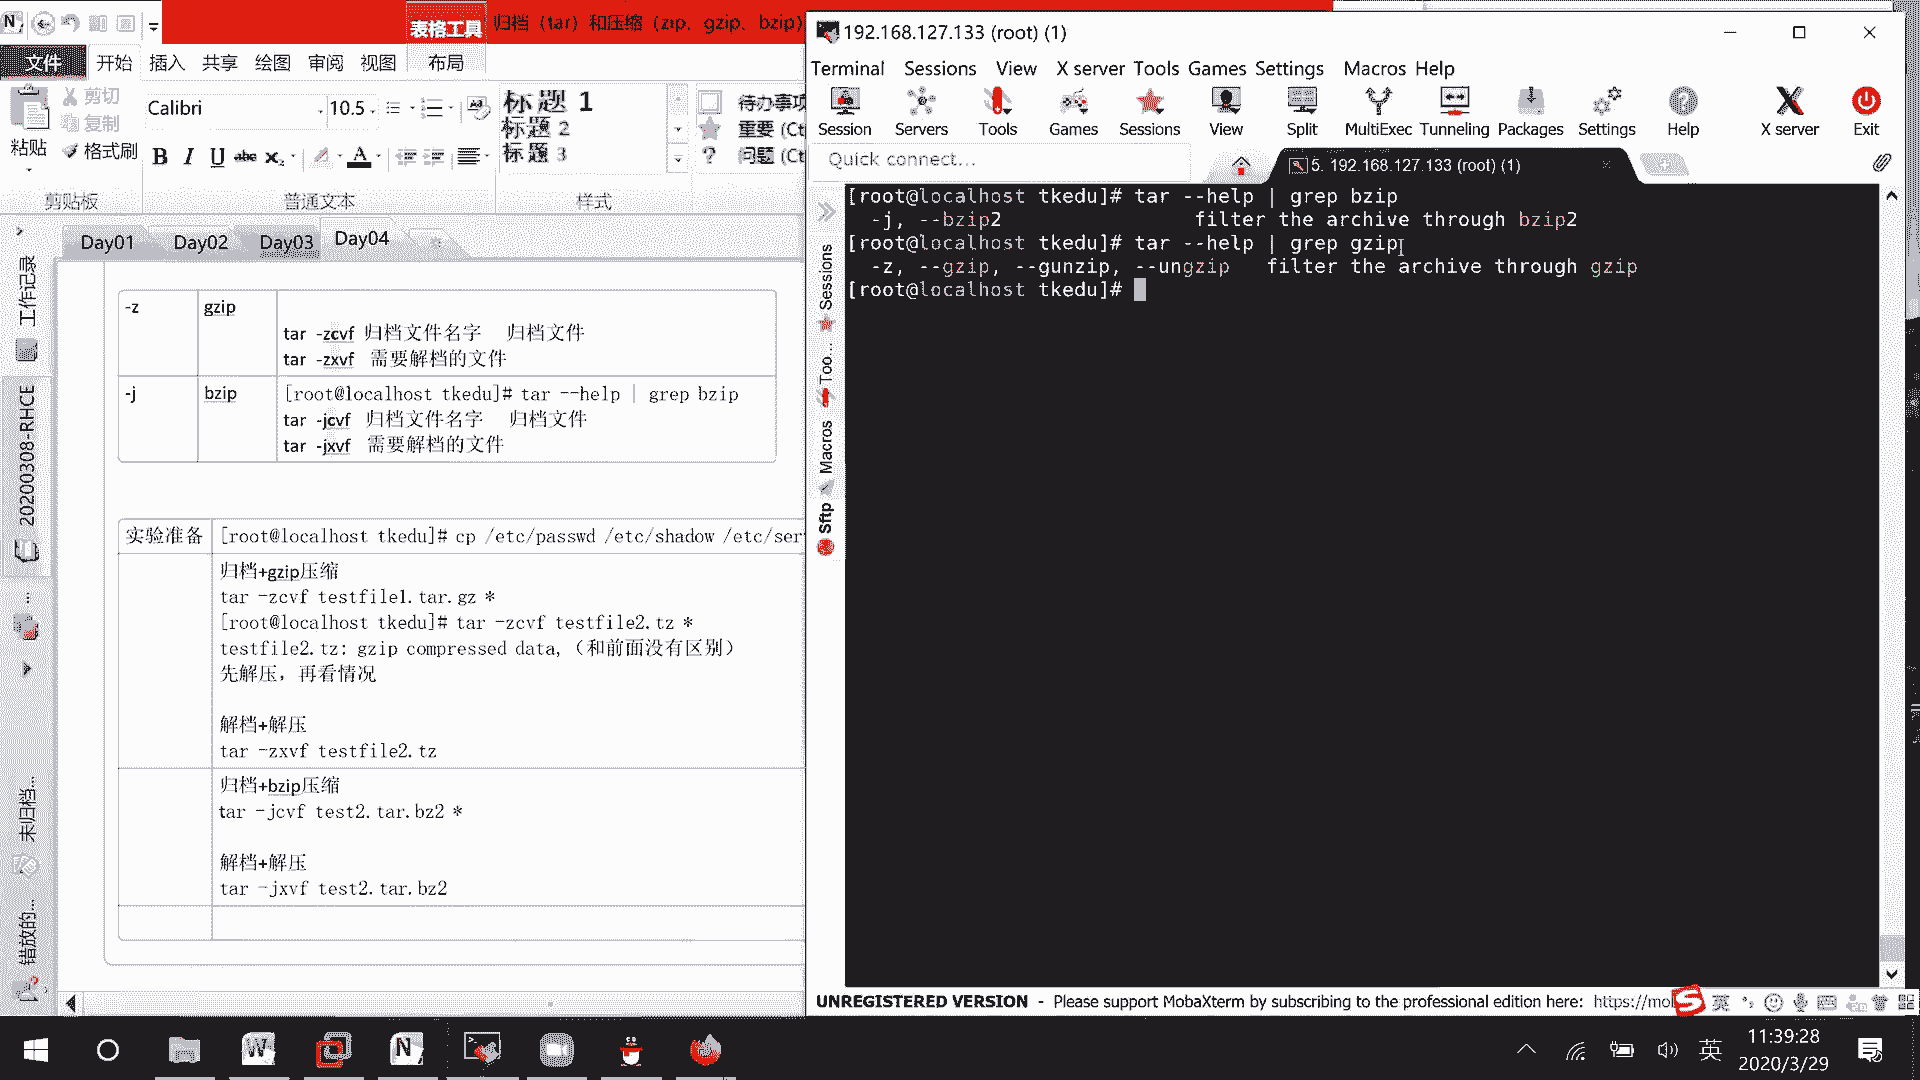 表格工具
归档（tar）和压缩（zip、gzip、bzip）
文件
开始
插入
共享
绘图
审阅
视图
布局
剪切
复制
粘贴
格式刷
剪贴板
Calibri
10.5
B I U abc X₂
普通文本
标题 1
标题 2
标题 3
样式
待办事项
重要 (Ct
问题 (Ct
Day01
Day02
Day03
Day04
工作记录
20200308-RHCE
...
未归档...
错放的...
-z
gzip
tar -zcvf 归档文件名字 归档文件
tar -zxvf 需要解档的文件
-j
bzip
[root@localhost tkedu]# tar --help | grep bzip
tar -jcvf 归档文件名字 归档文件
tar -jxvf 需要解档的文件
实验准备
[root@localhost tkedu]# cp /etc/passwd /etc/shadow /etc/ser
归档+gzip压缩
tar -zcvf testfile1.tar.gz *
[root@localhost tkedu]# tar -zcvf testfile2.tz *
testfile2.tz: gzip compressed data,（和前面没有区别）
先解压，再看情况
解档+解压
tar -zxvf testfile2.tz
归档+bzip压缩
tar -jcvf test2.tar.bz2 *
解档+解压
tar -jxvf test2.tar.bz2
192.168.127.133 (root) (1)
Terminal Sessions View X server Tools Games Settings Macros Help
Session
Servers
Tools
Games
Sessions
View
Split
MultiExec
Tunneling
Packages
Settings
Help
X server
Exit
Quick connect...
5. 192.168.127.133 (root) (1)
Sessions
Too...
Macros
Sftp
[root@localhost tkedu]# tar --help | grep bzip
-j, --bzip2 filter the archive through bzip2
[root@localhost tkedu]# tar --help | grep gzip
-z, --gzip, --gunzip, --ungzip filter the archive through gzip
[root@localhost tkedu]#
UNREGISTERED VERSION - Please support MobaXterm by subscribing to the professional edition here: https://mo
英
英
11:39:28
2020/3/29